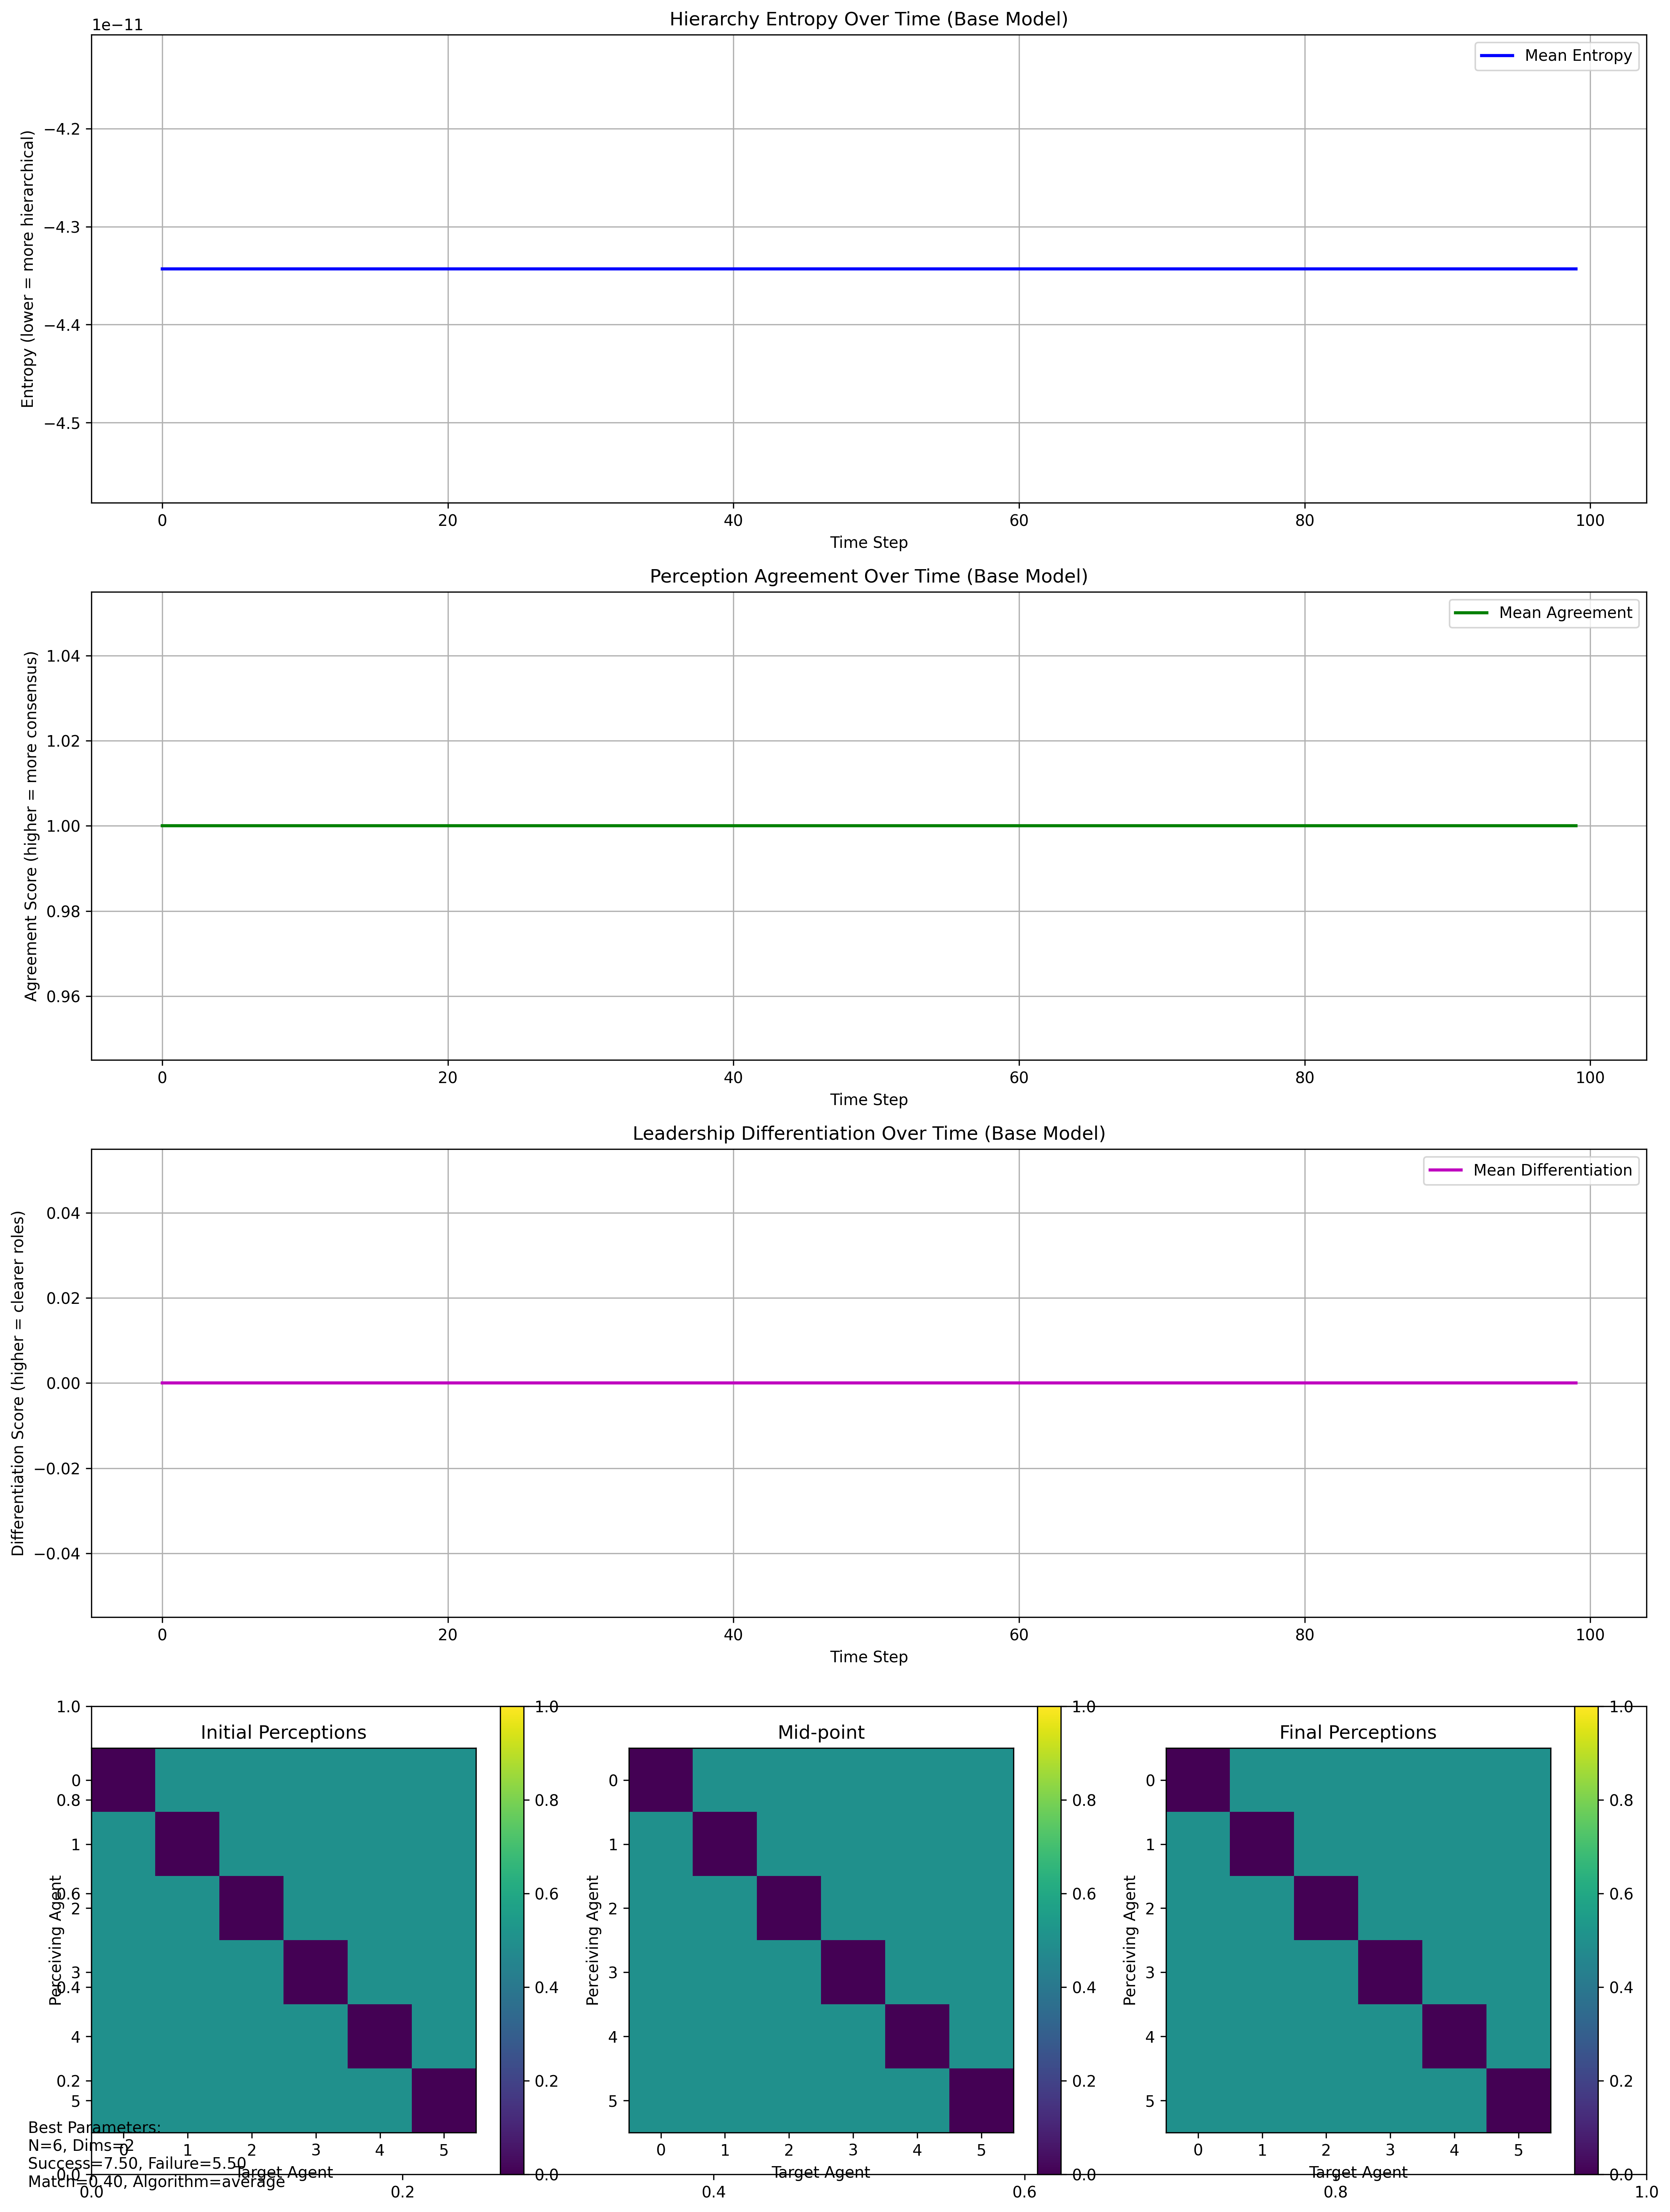 Hierarchy Entropy Over Time (Base Model)
1e−11
Mean Entropy
Entropy (lower = more hierarchical)
−4.2
−4.3
−4.4
−4.5
0 20 40 60 80 100
Time Step
Perception Agreement Over Time (Base Model)
Mean Agreement
Agreement Score (higher = more consensus)
1.04
1.02
1.00
0.98
0.96
0 20 40 60 80 100
Time Step
Leadership Differentiation Over Time (Base Model)
Mean Differentiation
Differentiation Score (higher = clearer roles)
0.04
0.02
0.00
−0.02
−0.04
0 20 40 60 80 100
Time Step
1.0
0.8
0.6
0.4
0.2
0.0
0.0 0.2 0.4 0.6 0.8 1.0
Initial Perceptions
Perceiving Agent
0
1
2
3
4
5
0 1 2 3 4 5
Target Agent
1.0
0.8
0.6
0.4
0.2
0.0
Mid-point
Perceiving Agent
0
1
2
3
4
5
0 1 2 3 4 5
Target Agent
1.0
0.8
0.6
0.4
0.2
0.0
Final Perceptions
Perceiving Agent
0
1
2
3
4
5
0 1 2 3 4 5
Target Agent
1.0
0.8
0.6
0.4
0.2
0.0
Best Parameters:
N=6, Dims=2
Success=7.50, Failure=5.50
Match=0.40, Algorithm=average